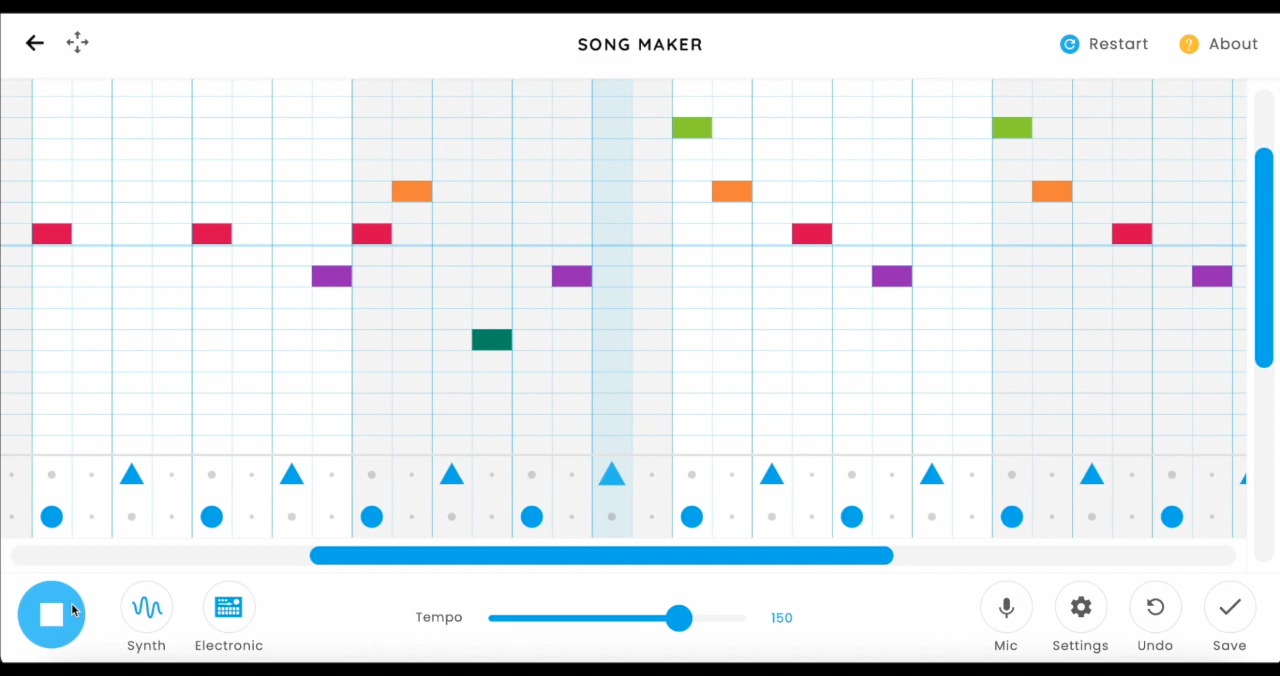 SONG MAKER
Restart
? About
Tempo
150
Synth
Electronic
Mic
Settings
Undo
Save